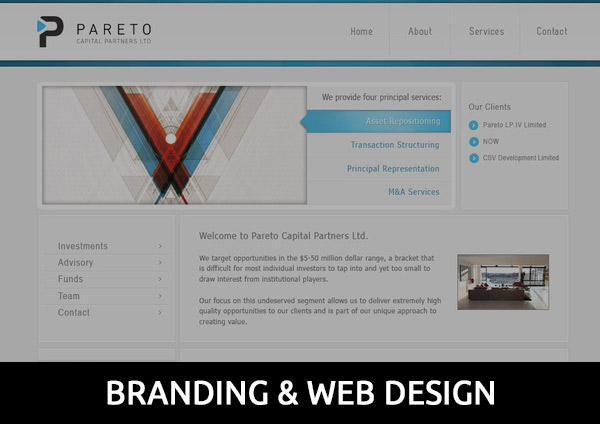 PARETO
CAPITAL PARTNERS LTD
Home
About
Services
Contact
We provide four principal services:
Asset Repositioning
Transaction Structuring
Principal Representation
M&A Services
Our Clients
Pareto LP IV Limited
NOW
CSV Development Limited
Investments
Advisory
Funds
Team
Contact
Welcome to Pareto Capital Partners Ltd.
We target opportunities in the $5-50 million dollar range, a bracket that
is difficult for most individual investors to tap into and yet too small to
draw interest from institutional players.
Our focus on this undeserved segment allows us to deliver extremely high
quality opportunities to our clients and is part of our unique approach to
creating value.
BRANDING & WEB DESIGN